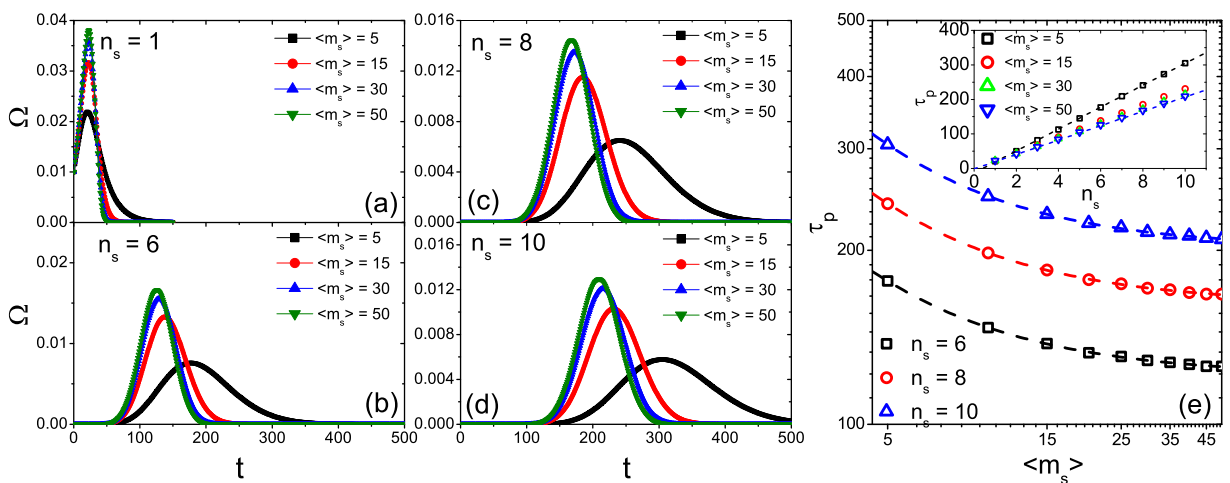 n_s = 1
<m_s> = 5
<m_s> = 15
<m_s> = 30
<m_s> = 50
(a)
0.04
0.03
0.02
0.01
0.00
Ω
n_s = 6
<m_s> = 5
<m_s> = 15
<m_s> = 30
<m_s> = 50
(b)
0.02
0.01
0.00
Ω
0 100 200 300 400 500
t
n_s = 8
<m_s> = 5
<m_s> = 15
<m_s> = 30
<m_s> = 50
(c)
0.016
0.012
0.008
0.004
0.000
n_s = 10
<m_s> = 5
<m_s> = 15
<m_s> = 30
<m_s> = 50
(d)
0.016
0.012
0.008
0.004
0.000
0 100 200 300 400 500
t
500
400
300
200
100
τ_p
400
300
200
100
0
τ_p
<m_s> = 5
<m_s> = 15
<m_s> = 30
<m_s> = 50
0 2 4 6 8 10
n_s
n_s = 6
n_s = 8
n_s = 10
(e)
5 15 25 35 45
<m_s>